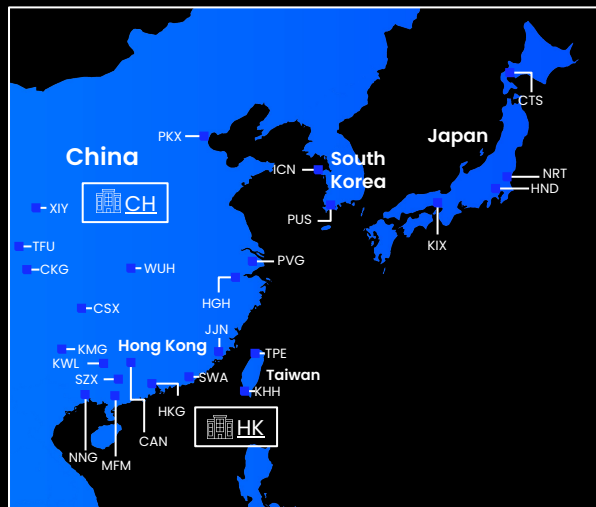 CTS
PKX
Japan
China
South
Korea
ICN
NRT
HND
CH
XIY
PUS
KIX
TFU
PVG
CKG
WUH
HGH
CSX
JJN
Hong Kong
KMG
TPE
KWL
Taiwan
SZX
SWA
KHH
HKG
HK
CAN
NNG
MFM